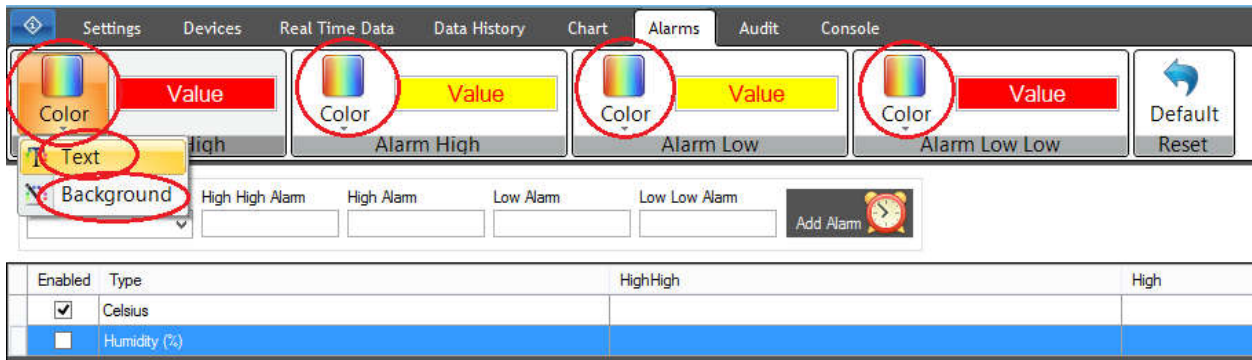 Settings Devices Real Time Data Data History Chart Alarms Audit Console
Value Value Value Value
Color Color Color Color Default
High Alarm High Alarm Low Alarm Low Low Reset
Text
Background
High High Alarm High Alarm Low Alarm Low Low Alarm
Add Alarm
Enabled Type HighHigh High
Celsius
Humidity (%)